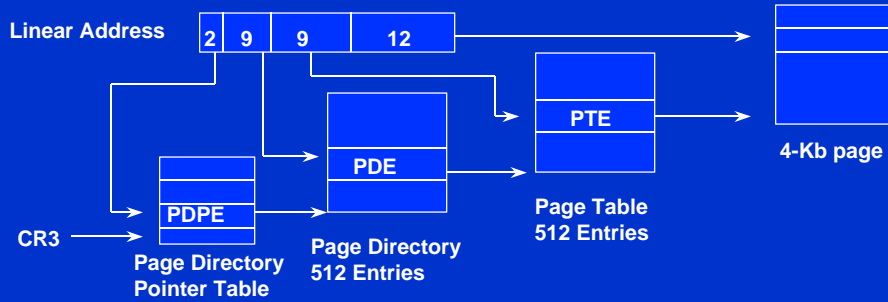 Linear Address
2 9 9 12
PTE
4-Kb page
PDE
PDPE
Page Table
512 Entries
CR3
Page Directory
512 Entries
Page Directory
Pointer Table